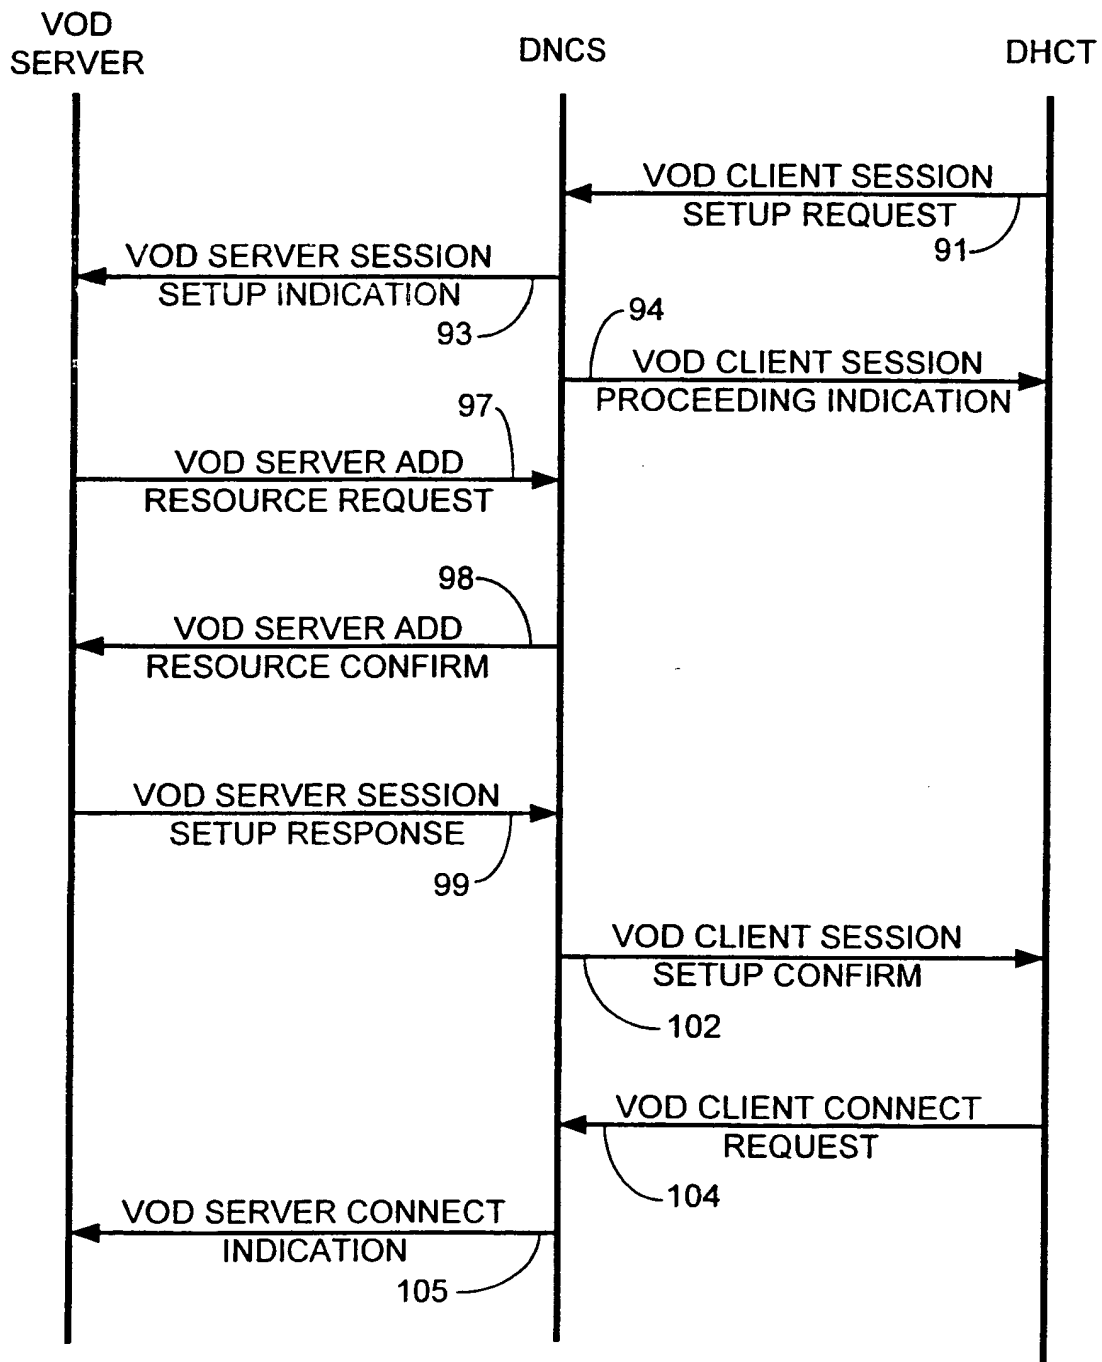 VOD
SERVER
DNCS
DHCT
VOD CLIENT SESSION
SETUP REQUEST
91
VOD SERVER SESSION
SETUP INDICATION
93
94
VOD CLIENT SESSION
PROCEEDING INDICATION
97
VOD SERVER ADD
RESOURCE REQUEST
98
VOD SERVER ADD
RESOURCE CONFIRM
VOD SERVER SESSION
SETUP RESPONSE
99
VOD CLIENT SESSION
SETUP CONFIRM
102
VOD CLIENT CONNECT
REQUEST
104
VOD SERVER CONNECT
INDICATION
105